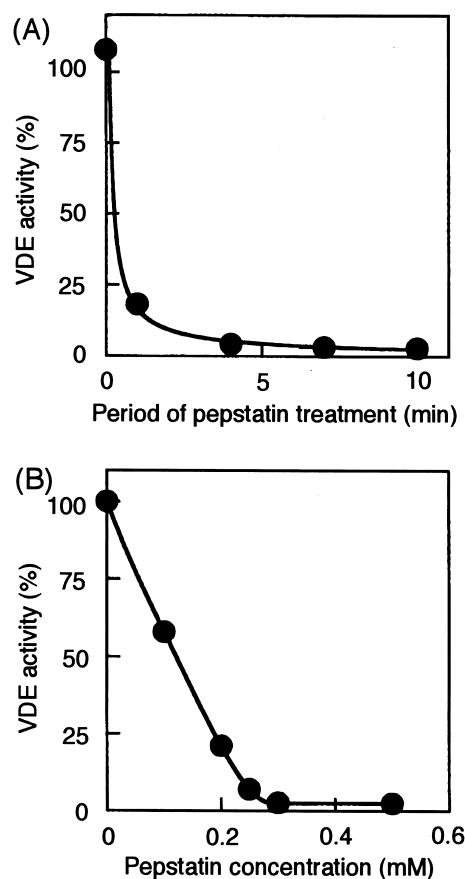 (A)
VDE activity (%)
100
75
50
25
0
0 5 10
Period of pepstatin treatment (min)
(B)
VDE activity (%)
100
75
50
25
0
0 0.2 0.4 0.6
Pepstatin concentration (mM)